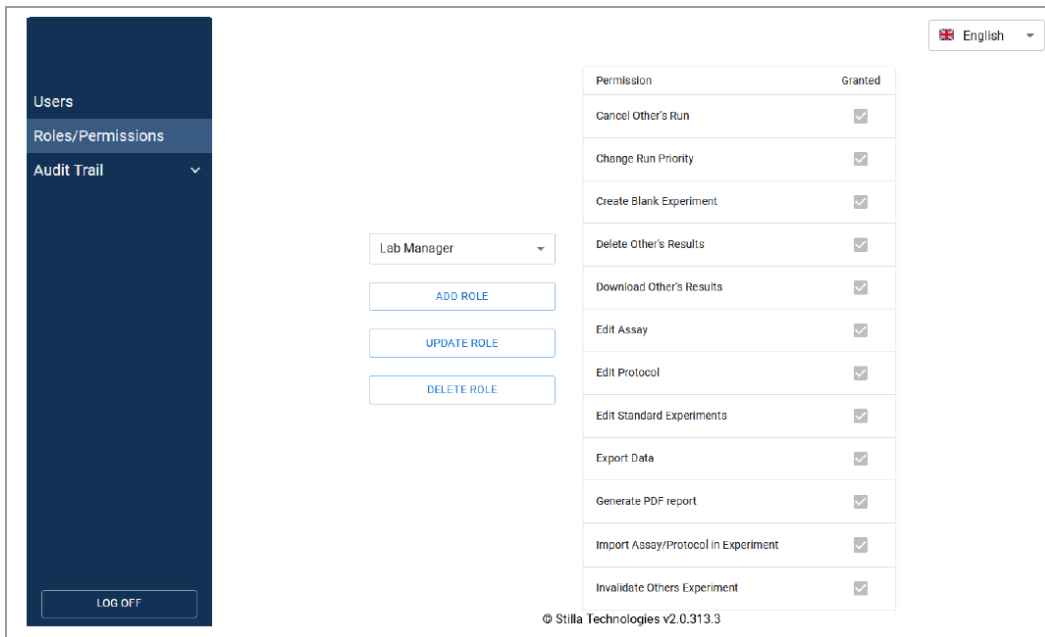 English
Users
Roles/Permissions
Audit Trail
LOG OFF
Lab Manager
ADD ROLE
UPDATE ROLE
DELETE ROLE
Permission Granted
Cancel Other's Run
Change Run Priority
Create Blank Experiment
Delete Other's Results
Download Other's Results
Edit Assay
Edit Protocol
Edit Standard Experiments
Export Data
Generate PDF report
Import Assay/Protocol in Experiment
Invalidate Others Experiment
© Stilla Technologies v2.0.313.3